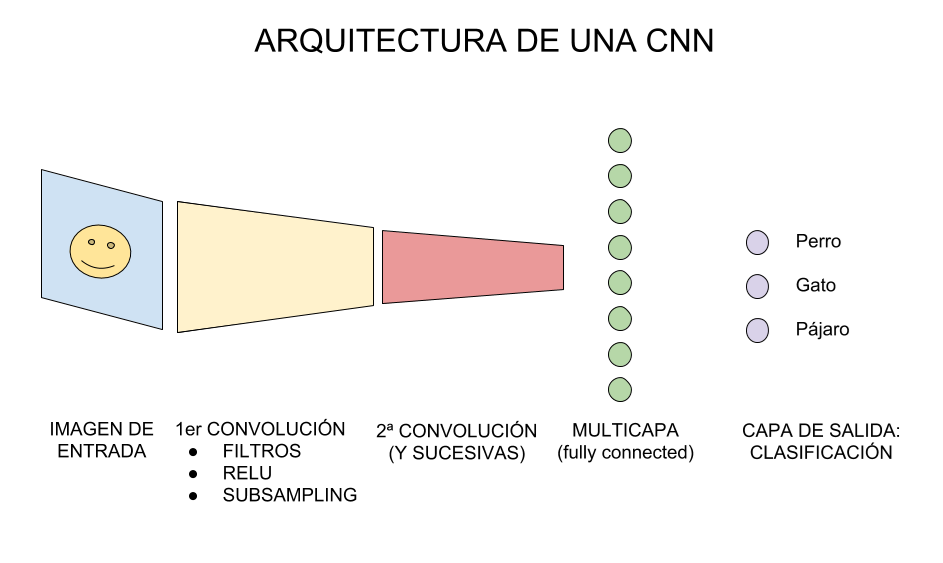 ARQUITECTURA DE UNA CNN
Perro
Gato
Pájaro
IMAGEN DE
ENTRADA
1er CONVOLUCIÓN
● FILTROS
● RELU
● SUBSAMPLING
2ª CONVOLUCIÓN
(Y SUCESIVAS)
MULTICAPA
(fully connected)
CAPA DE SALIDA:
CLASIFICACIÓN